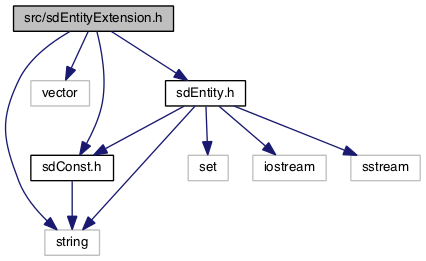 src/sdEntityExtension.h
vector
sdEntity.h
sdConst.h
set
iostream
sstream
string